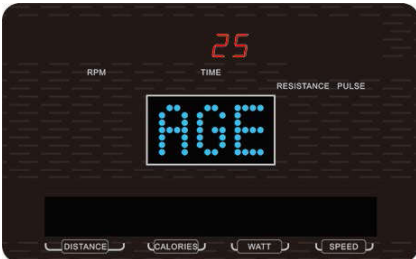 25
RPM TIME
RESISTANCE PULSE
AGE
DISTANCE CALORIES WATT SPEED